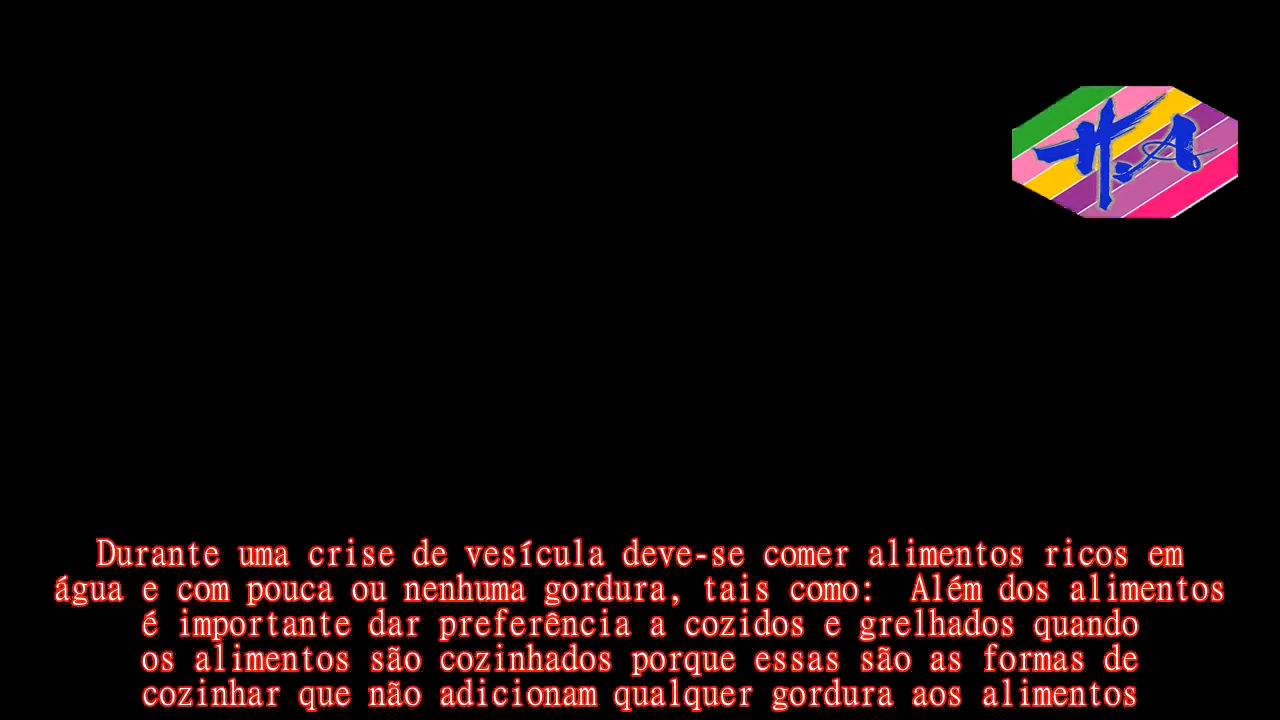 Durante uma crise de vesícula deve-se comer alimentos ricos em
água e com pouca ou nenhuma gordura, tais como:  Além dos alimentos
é importante dar preferência a cozidos e grelhados quando
os alimentos são cozinhados porque essas são as formas de
cozinhar que não adicionam qualquer gordura aos alimentos